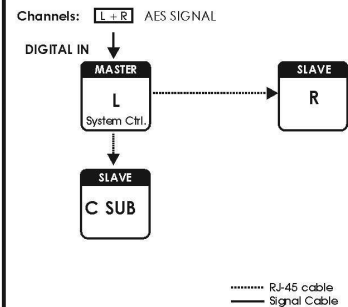 Channels: L + R AES SIGNAL
DIGITAL IN
MASTER
L
System Ctrl.
SLAVE
R
SLAVE
C SUB
RJ-45 cable
Signal Cable